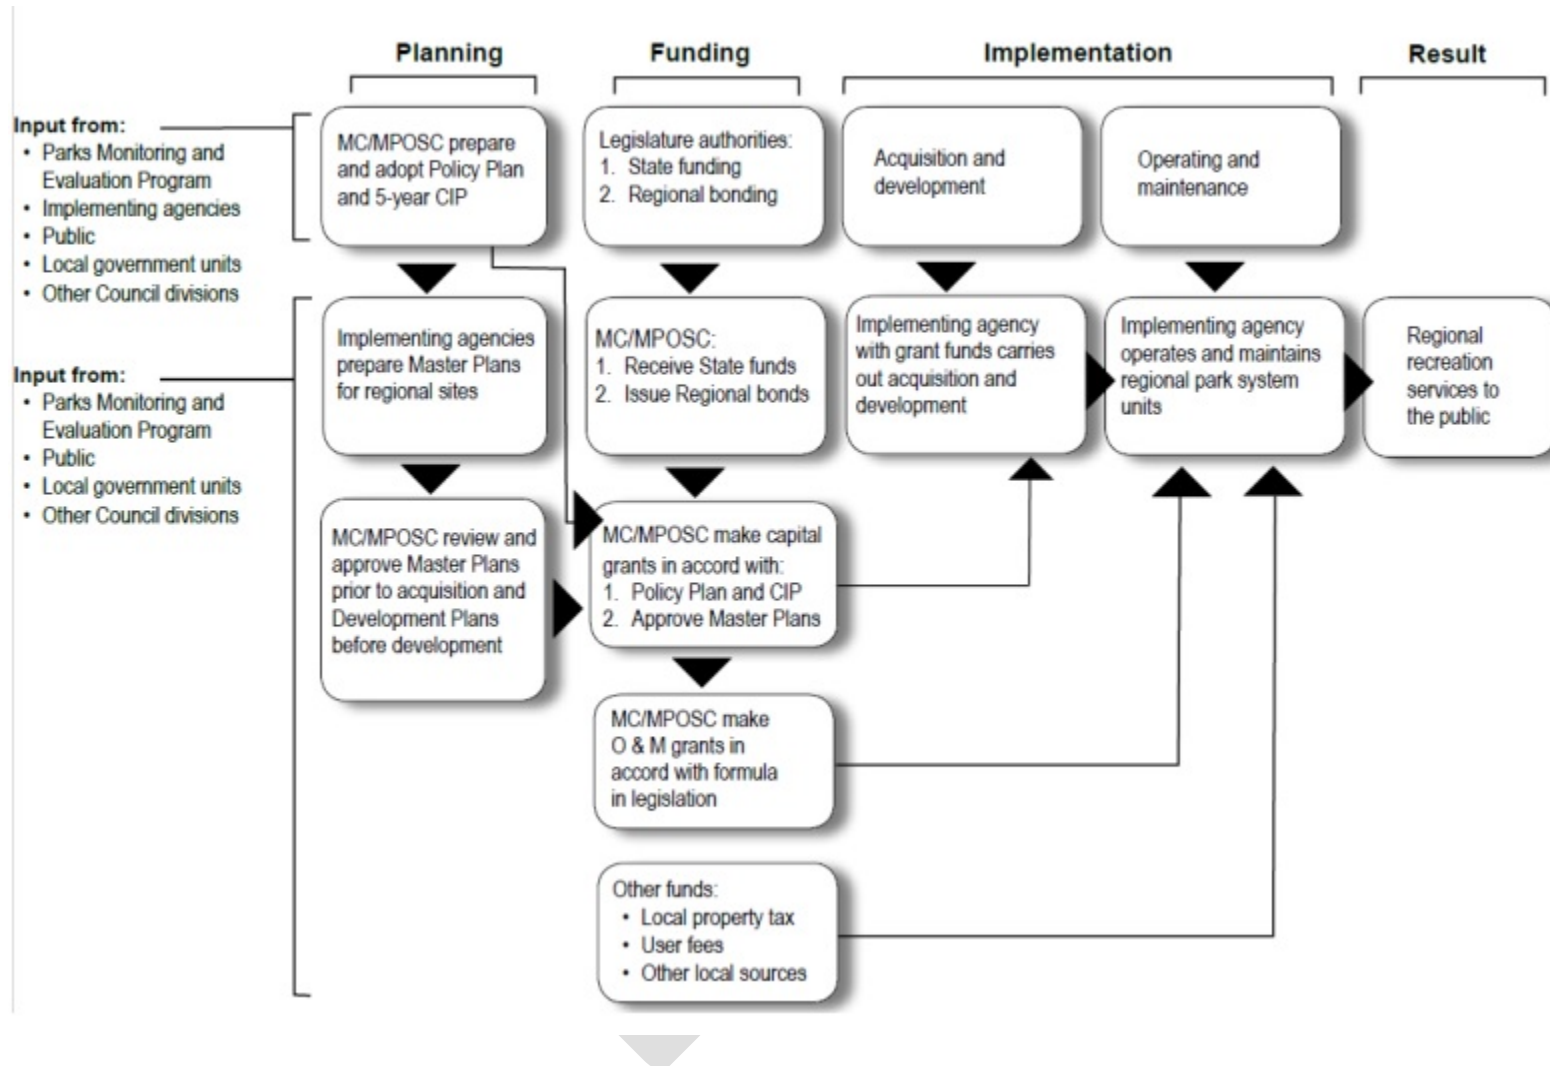 Planning
Funding
Implementation
Result
Input from:
• Parks Monitoring and
Evaluation Program
• Implementing agencies
• Public
• Local government units
• Other Council divisions
Input from:
• Parks Monitoring and
Evaluation Program
• Public
• Local government units
• Other Council divisions
MC/MPOSC prepare
and adopt Policy Plan
and 5-year CIP
Implementing agencies
prepare Master Plans
for regional sites
MC/MPOSC review and
approve Master Plans
prior to acquisition and
Development Plans
before development
Legislature authorities:
1. State funding
2. Regional bonding
MC/MPOSC:
1. Receive State funds
2. Issue Regional bonds
MC/MPOSC make capital
grants in accord with:
1. Policy Plan and CIP
2. Approve Master Plans
MC/MPOSC make
O & M grants in
accord with formula
in legislation
Other funds:
• Local property tax
• User fees
• Other local sources
Acquisition and
development
Implementing agency
with grant funds carries
out acquisition and
development
Operating and
maintenance
Implementing agency
operates and maintains
regional park system
units
Regional
recreation
services to
the public